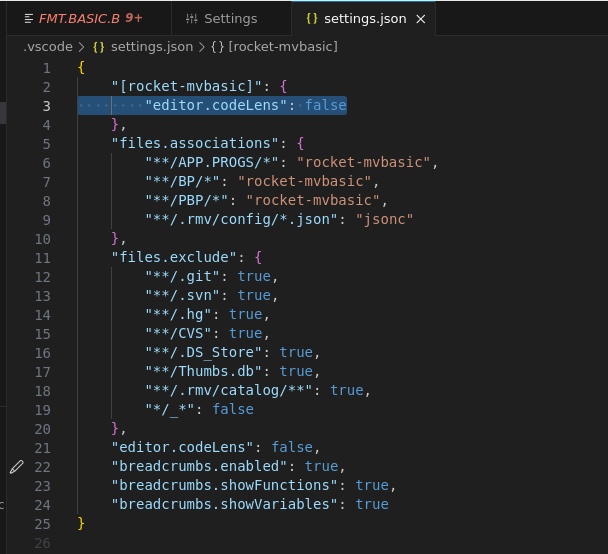 FMT.BASIC.B 9+ Settings settings.json
.vscode > settings.json > {} [rocket-mvbasic]
1 {
2 "[rocket-mvbasic]": {
3 "editor.codeLens": false
4 },
5 "files.associations": {
6 "**/APP.PROGS/*": "rocket-mvbasic",
7 "**/BP/*": "rocket-mvbasic",
8 "**/PBP/*": "rocket-mvbasic",
9 "**/.rmv/config/*.json": "jsonc"
10 },
11 "files.exclude": {
12 "**/.git": true,
13 "**/.svn": true,
14 "**/.hg": true,
15 "**/CVS": true,
16 "**/.DS_Store": true,
17 "**/Thumbs.db": true,
18 "**/.rmv/catalog/**": true,
19 "*/_*": false
20 },
21 "editor.codeLens": false,
22 "breadcrumbs.enabled": true,
23 "breadcrumbs.showFunctions": true,
24 "breadcrumbs.showVariables": true
25 }
26